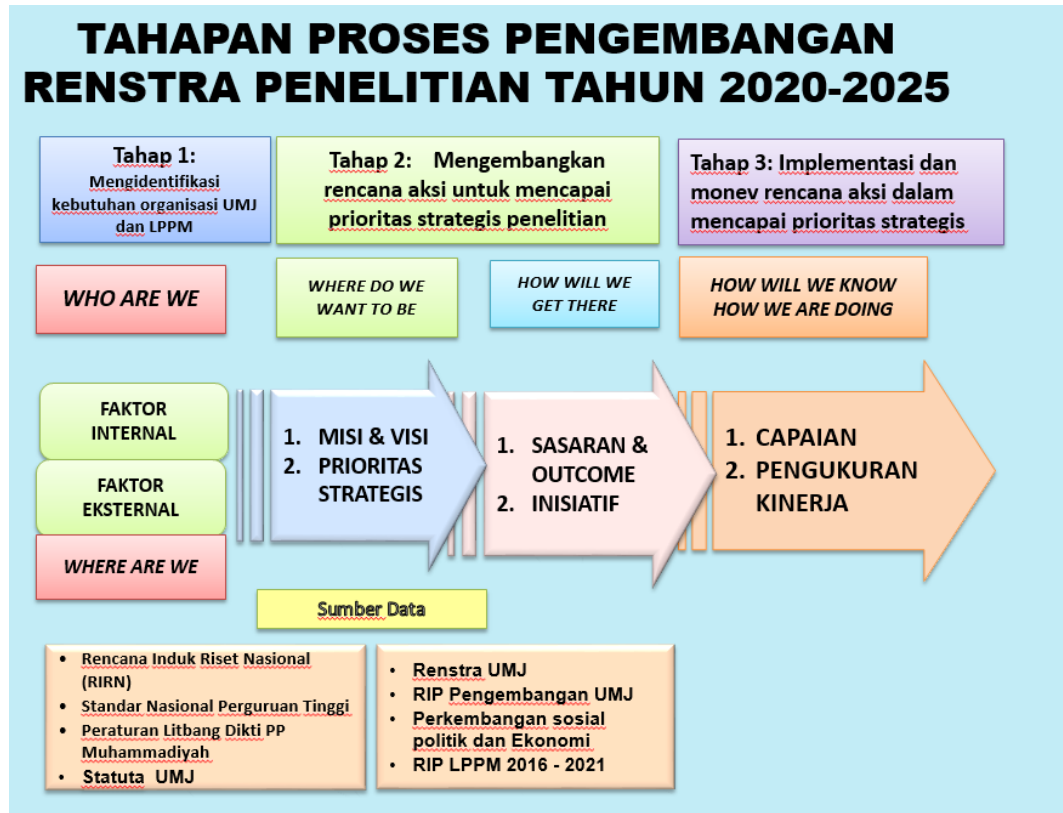 TAHAPAN PROSES PENGEMBANGAN
RENSTRA PENELITIAN TAHUN 2020-2025
Tahap 1:
Mengidentifikasi
kebutuhan organisasi UMJ
dan LPPM
Tahap 2: Mengembangkan
rencana aksi untuk mencapai
prioritas strategis penelitian
Tahap 3: Implementasi dan
monev rencana aksi dalam
mencapai prioritas strategis
WHO ARE WE
WHERE DO WE
WANT TO BE
HOW WILL WE
GET THERE
HOW WILL WE KNOW
HOW WE ARE DOING
FAKTOR
INTERNAL
FAKTOR
EKSTERNAL
WHERE ARE WE
1. MISI & VISI
2. PRIORITAS
STRATEGIS
1. SASARAN &
OUTCOME
2. INISIATIF
1. CAPAIAN
2. PENGUKURAN
KINERJA
Sumber Data
• Rencana Induk Riset Nasional
(RIRN)
• Standar Nasional Perguruan Tinggi
• Peraturan Litbang Dikti PP
Muhammadiyah
• Statuta UMJ
• Renstra UMJ
• RIP Pengembangan UMJ
• Perkembangan sosial
politik dan Ekonomi
• RIP LPPM 2016 - 2021